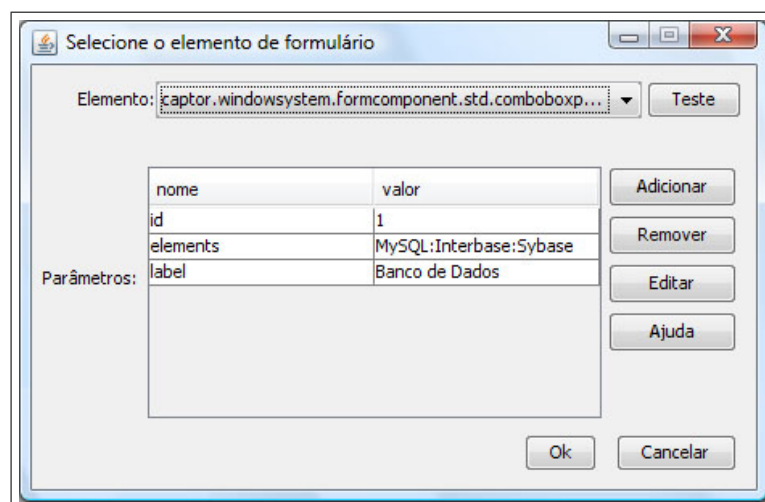 Selecione o elemento de formulário
Elemento: captor.windowsystem.formcomponent.std.comboboxp... Teste
nome valor Adicionar
id 1
elements MySQL:Interbase:Sybase Remover
Parâmetros: label Banco de Dados Editar
Ajuda
Ok Cancelar